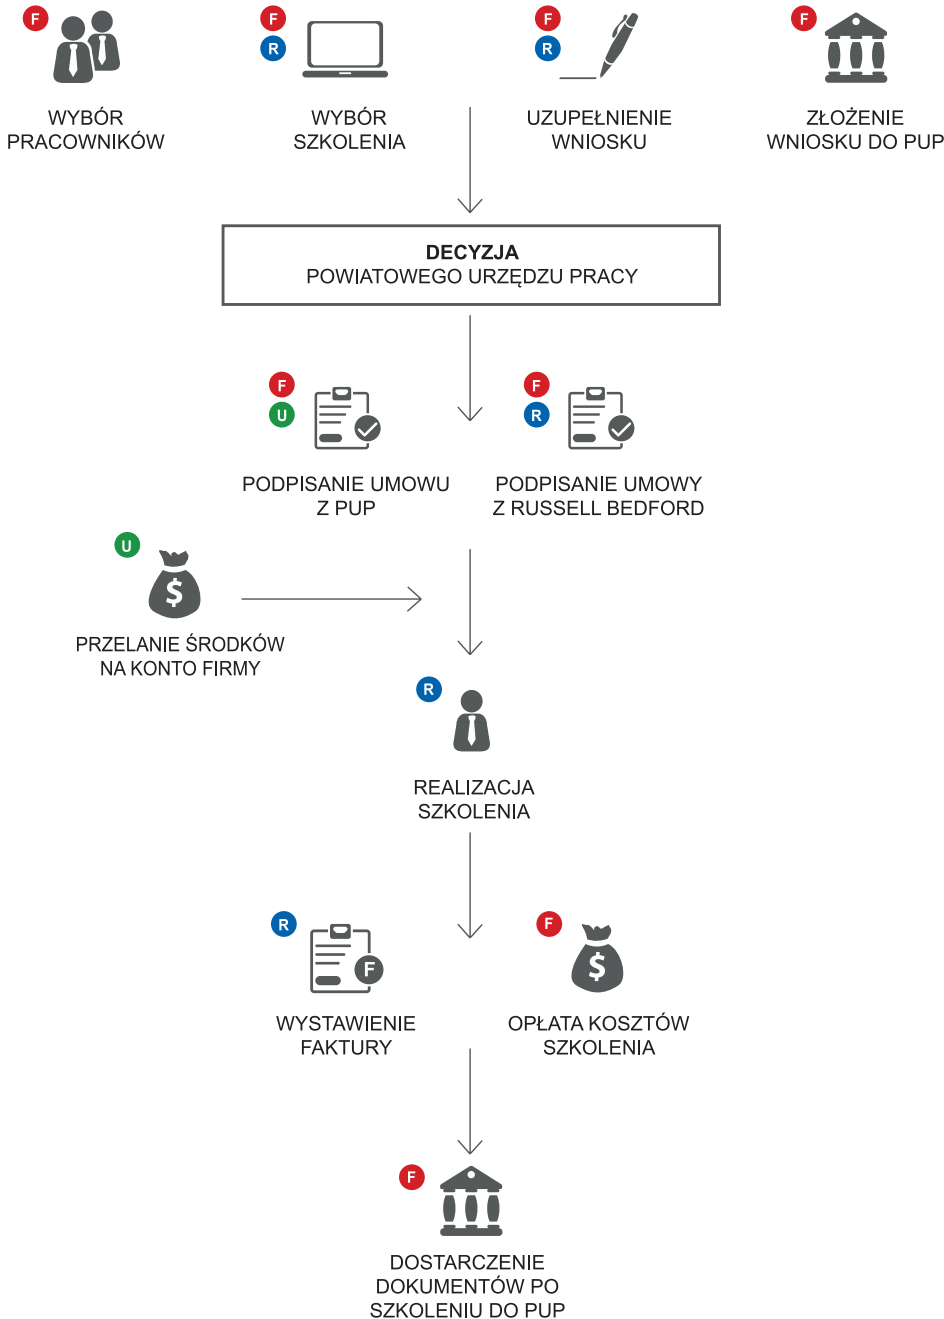 F
WYBÓR
PRACOWNIKÓW
F
R
WYBÓR
SZKOLENIA
F
R
UZUPEŁNIENIE
WNIOSKU
F
ZŁOŻENIE
WNIOSKU DO PUP
DECYZJA
POWIATOWEGO URZĘDZU PRACY
F
U
PODPISANIE UMOWU
Z PUP
F
R
PODPISANIE UMOWY
Z RUSSELL BEDFORD
U
$
PRZELANIE ŚRODKÓW
NA KONTO FIRMY
R
REALIZACJA
SZKOLENIA
R
F
WYSTAWIENIE
FAKTURY
F
$
OPŁATA KOSZTÓW
SZKOLENIA
F
DOSTARCZENIE
DOKUMENTÓW PO
SZKOLENIU DO PUP